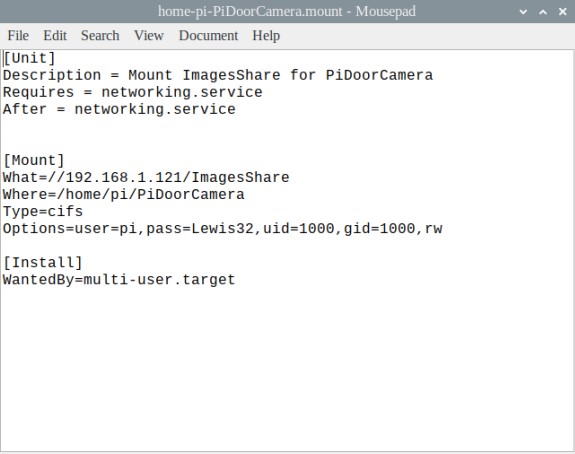 home-pi-PiDoorCamera.mount - Mousepad
File Edit Search View Document Help
[Unit]
Description = Mount ImagesShare for PiDoorCamera
Requires = networking.service
After = networking.service
[Mount]
What=//192.168.1.121/ImagesShare
Where=/home/pi/PiDoorCamera
Type=cifs
Options=user=pi,pass=Lewis32,uid=1000,gid=1000,rw
[Install]
WantedBy=multi-user.target